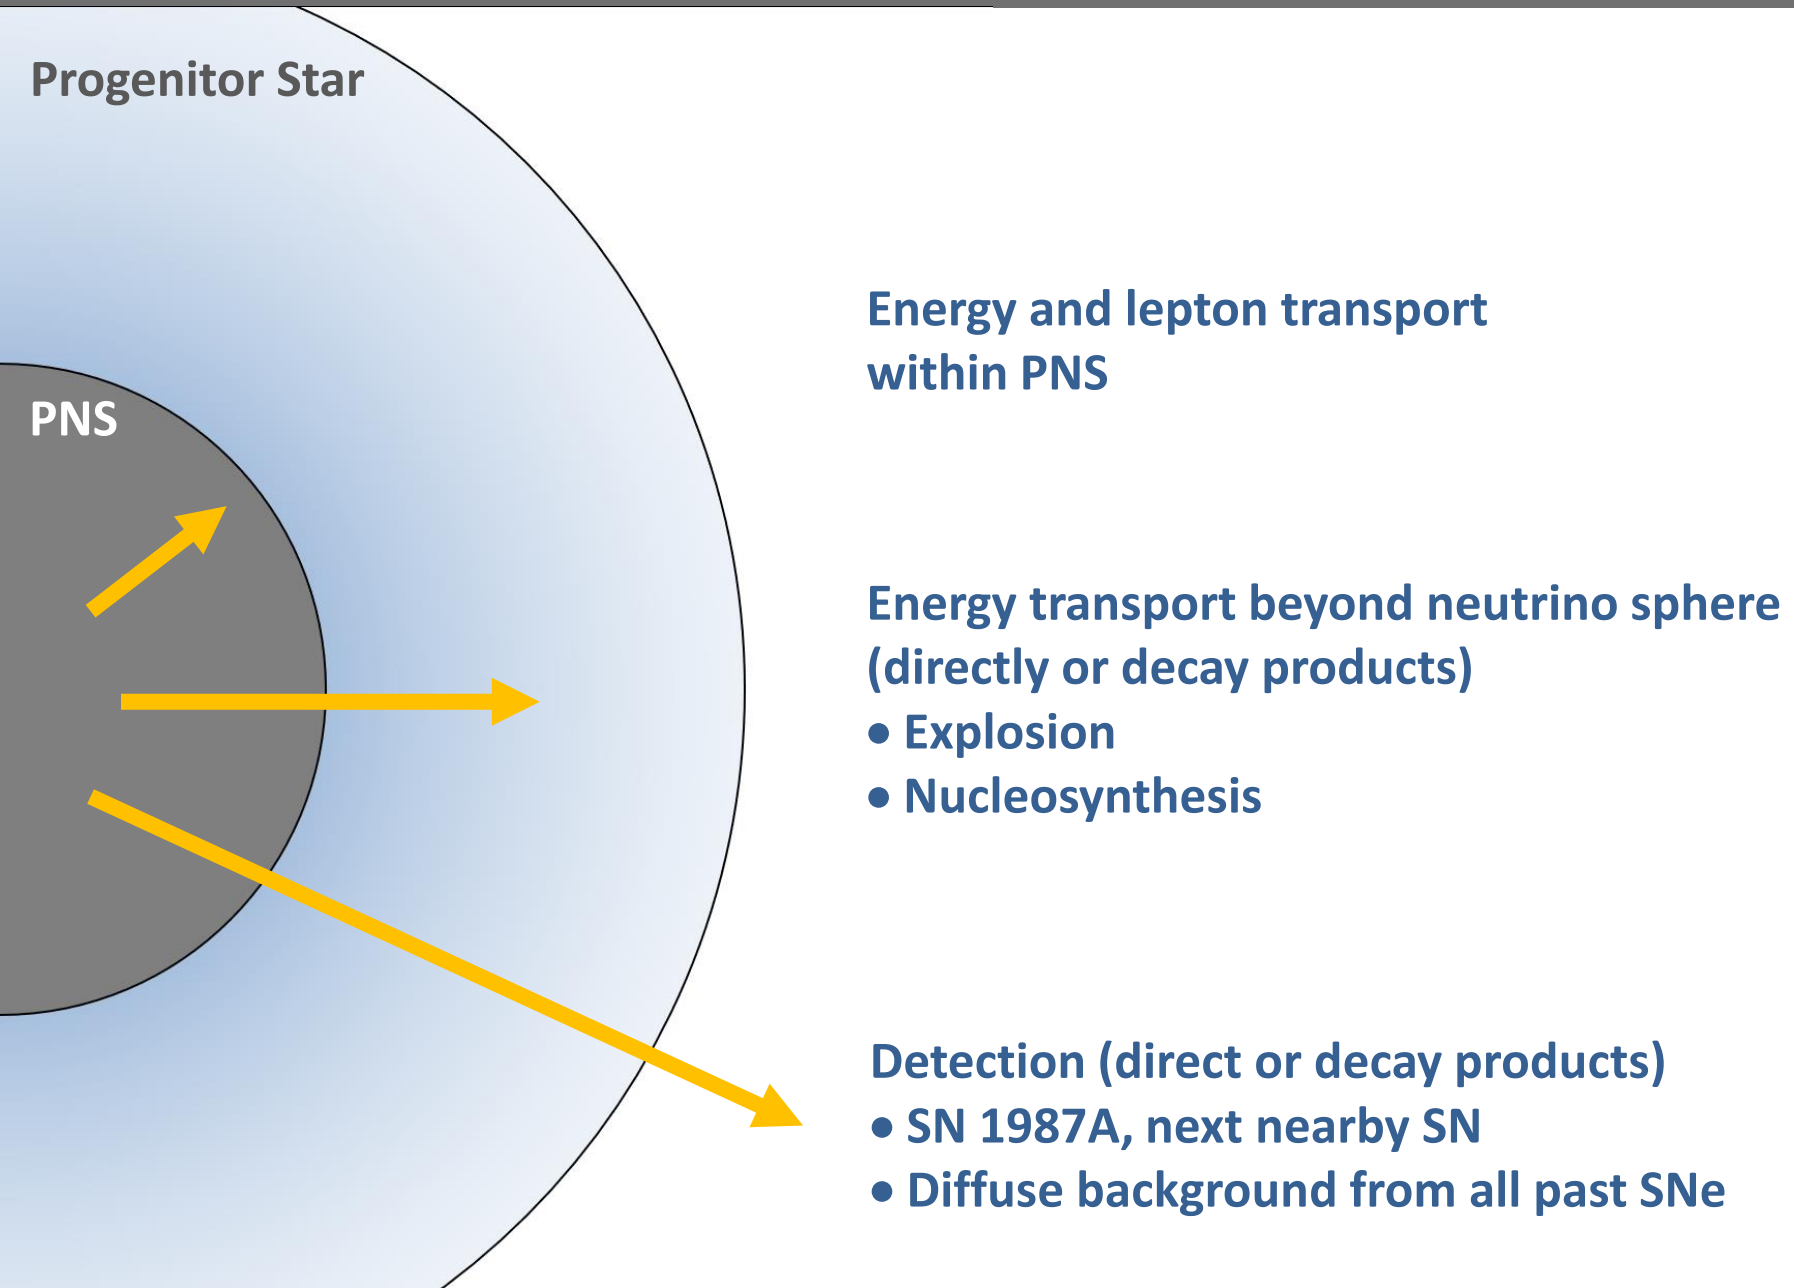 Progenitor Star
PNS
Energy and lepton transport
within PNS
Energy transport beyond neutrino sphere
(directly or decay products)
• Explosion
• Nucleosynthesis
Detection (direct or decay products)
• SN 1987A, next nearby SN
• Diffuse background from all past SNe